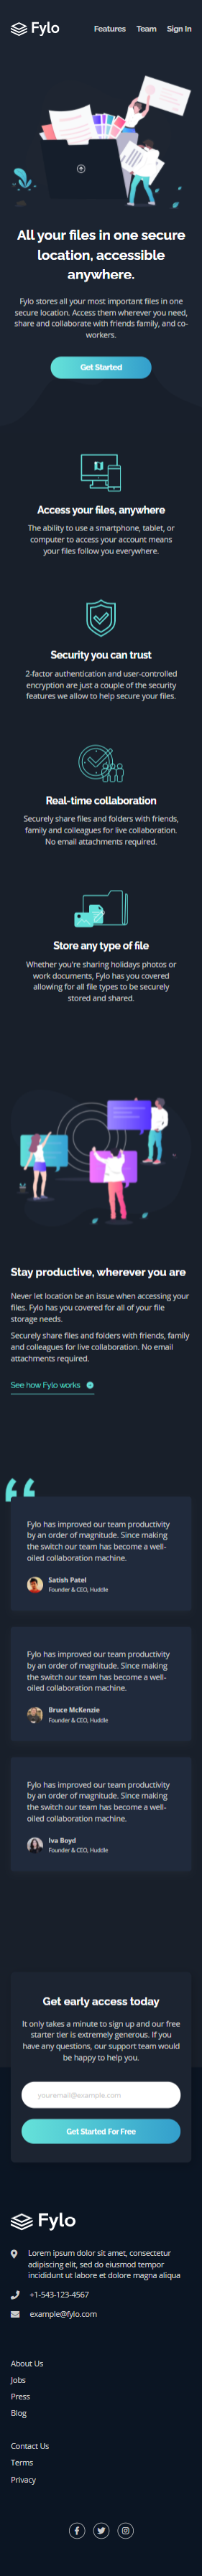 Fylo
Features Team Sign In
All your files in one secure
location, accessible
anywhere.
Fylo stores all your most important files in one
secure location. Access them wherever you need,
share and collaborate with friends family, and co-
workers.
Get Started
Access your files, anywhere
The ability to use a smartphone, tablet, or
computer to access your account means
your files follow you everywhere.
Security you can trust
2-factor authentication and user-controlled
encryption are just a couple of the security
features we allow to help secure your files.
Real-time collaboration
Securely share files and folders with friends,
family and colleagues for live collaboration.
No email attachments required.
Store any type of file
Whether you're sharing holidays photos or
work documents, Fylo has you covered
allowing for all file types to be securely
stored and shared.
Stay productive, wherever you are
Never let location be an issue when accessing your
files. Fylo has you covered for all of your file
storage needs.
Securely share files and folders with friends, family
and colleagues for live collaboration. No email
attachments required.
See how Fylo works
“
Fylo has improved our team productivity
by an order of magnitude. Since making
the switch our team has become a well-
oiled collaboration machine.
Satish Patel
Founder & CEO, Huddle
Fylo has improved our team productivity
by an order of magnitude. Since making
the switch our team has become a well-
oiled collaboration machine.
Bruce McKenzie
Founder & CEO, Huddle
Fylo has improved our team productivity
by an order of magnitude. Since making
the switch our team has become a well-
oiled collaboration machine.
Iva Boyd
Founder & CEO, Huddle
Get early access today
It only takes a minute to sign up and our free
starter tier is extremely generous. If you
have any questions, our support team would
be happy to help you.
youremail@example.com
Get Started For Free
Fylo
Lorem ipsum dolor sit amet, consectetur
adipiscing elit, sed do eiusmod tempor
incididunt ut labore et dolore magna aliqua
+1-543-123-4567
example@fylo.com
About Us
Jobs
Press
Blog
Contact Us
Terms
Privacy